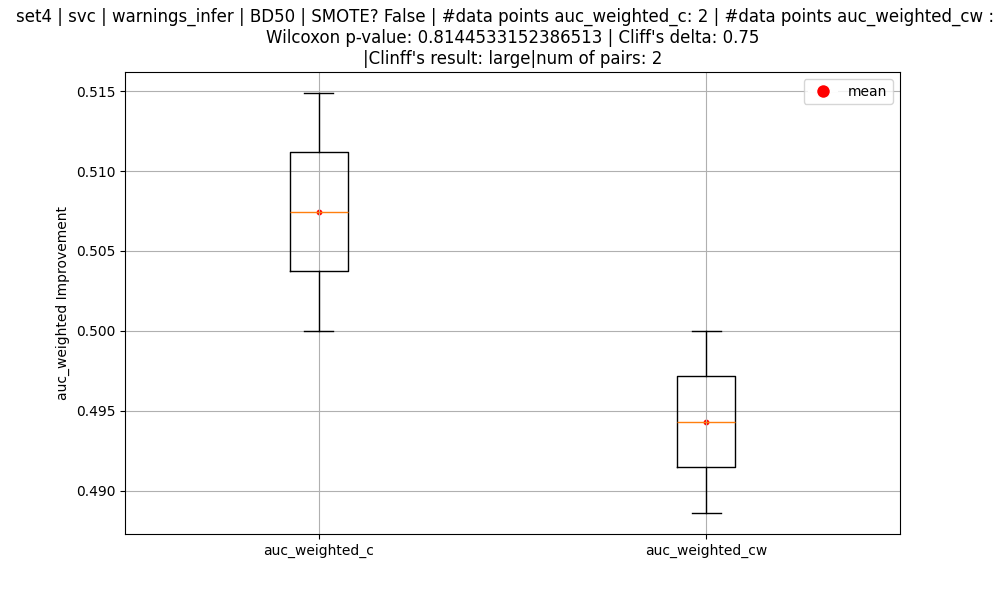 set4 | svc | warnings_infer | BD50 | SMOTE? False | #data points auc_weighted_c: 2 | #data points auc_weighted_cw :
Wilcoxon p-value: 0.8144533152386513 | Cliff's delta: 0.75
|Clinff's result: large|num of pairs: 2
mean
0.515
0.510
0.505
0.500
0.495
0.490
auc_weighted Improvement
auc_weighted_c
auc_weighted_cw